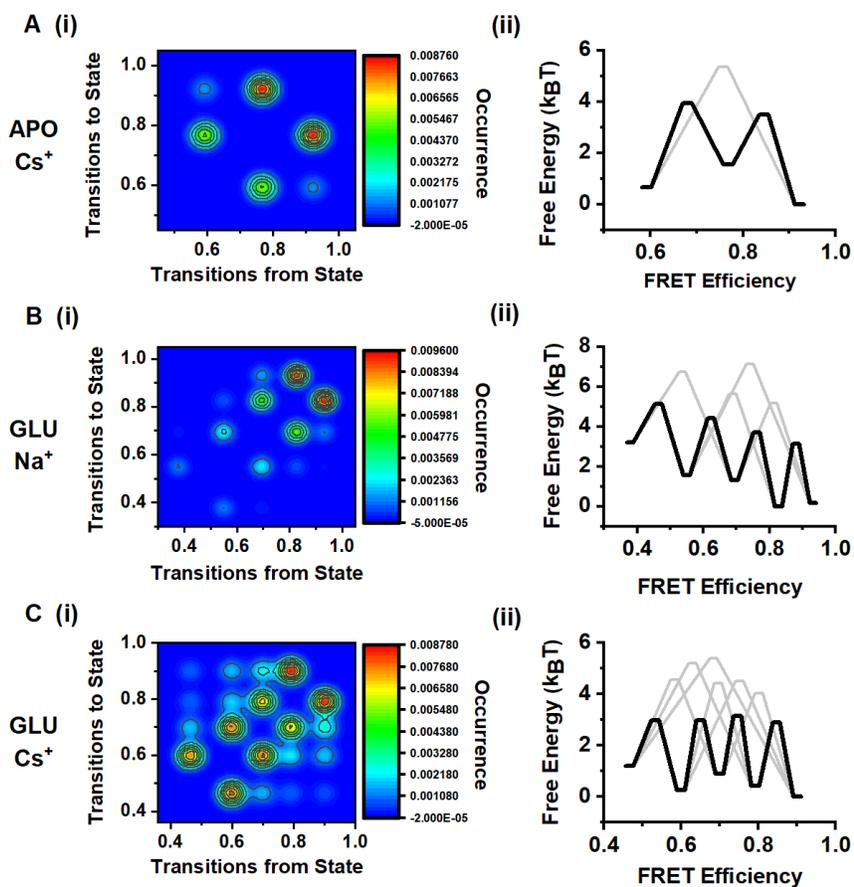 A (i)
(ii)
APO
Cs+
Transitions to State
1.0
0.8
0.6
0.6
0.8
1.0
Transitions from State
0.008760
0.007663
0.006565
0.005467
0.004370
0.003272
0.002175
0.001077
-2.000E-05
Occurrence
Free Energy (kBT)
6
4
2
0
0.6
0.8
1.0
FRET Efficiency
B (i)
(ii)
GLU
Na+
Transitions to State
1.0
0.8
0.6
0.4
0.4
0.6
0.8
1.0
Transitions from State
0.009600
0.008394
0.007188
0.005981
0.004775
0.003569
0.002363
0.001156
-5.000E-05
Occurrence
Free Energy (kBT)
8
6
4
2
0
0.4
0.6
0.8
1.0
FRET Efficiency
C (i)
(ii)
GLU
Cs+
Transitions to State
1.0
0.8
0.6
0.4
0.4
0.6
0.8
1.0
Transitions from State
0.008780
0.007680
0.006580
0.005480
0.004380
0.003280
0.002180
0.001080
-2.000E-05
Occurrence
Free Energy (kBT)
6
4
2
0
0.4
0.6
0.8
1.0
FRET Efficiency